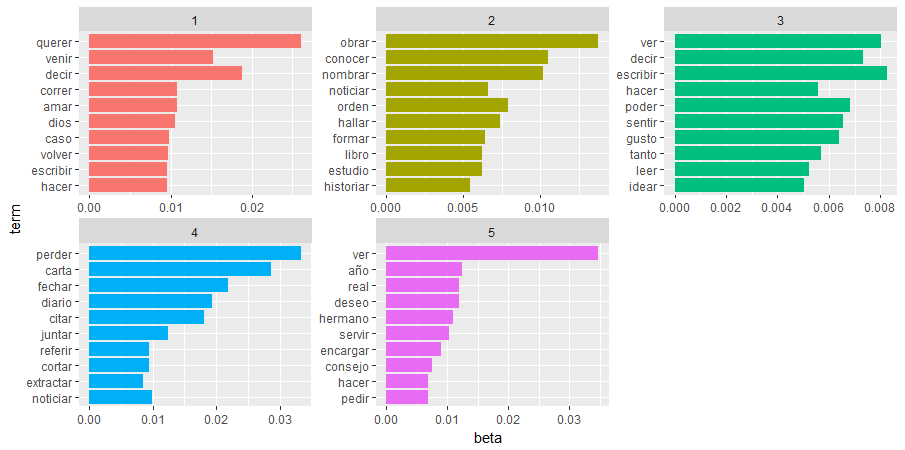 1
querer
venir
decir
correr
amar
dios
caso
volver
escribir
hacer
0.00 0.01 0.02
2
obrar
conocer
nombrar
noticiar
orden
hallar
formar
libro
estudio
historiar
0.000 0.005 0.010
3
ver
decir
escribir
hacer
poder
sentir
gusto
tanto
leer
idear
0.000 0.002 0.004 0.006 0.008
4
perder
carta
fechar
diario
citar
juntar
referir
cortar
extractar
noticiar
0.00 0.01 0.02 0.03
5
ver
año
real
deseo
hermano
servir
encargar
consejo
hacer
pedir
0.00 0.01 0.02 0.03
term
beta